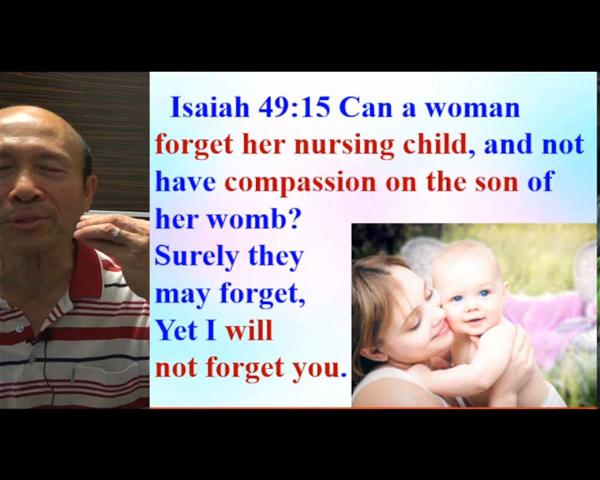 Isaiah 49:15 Can a woman
forget her nursing child, and not
have compassion on the son of
her womb?
Surely they
may forget,
Yet I will
not forget you.